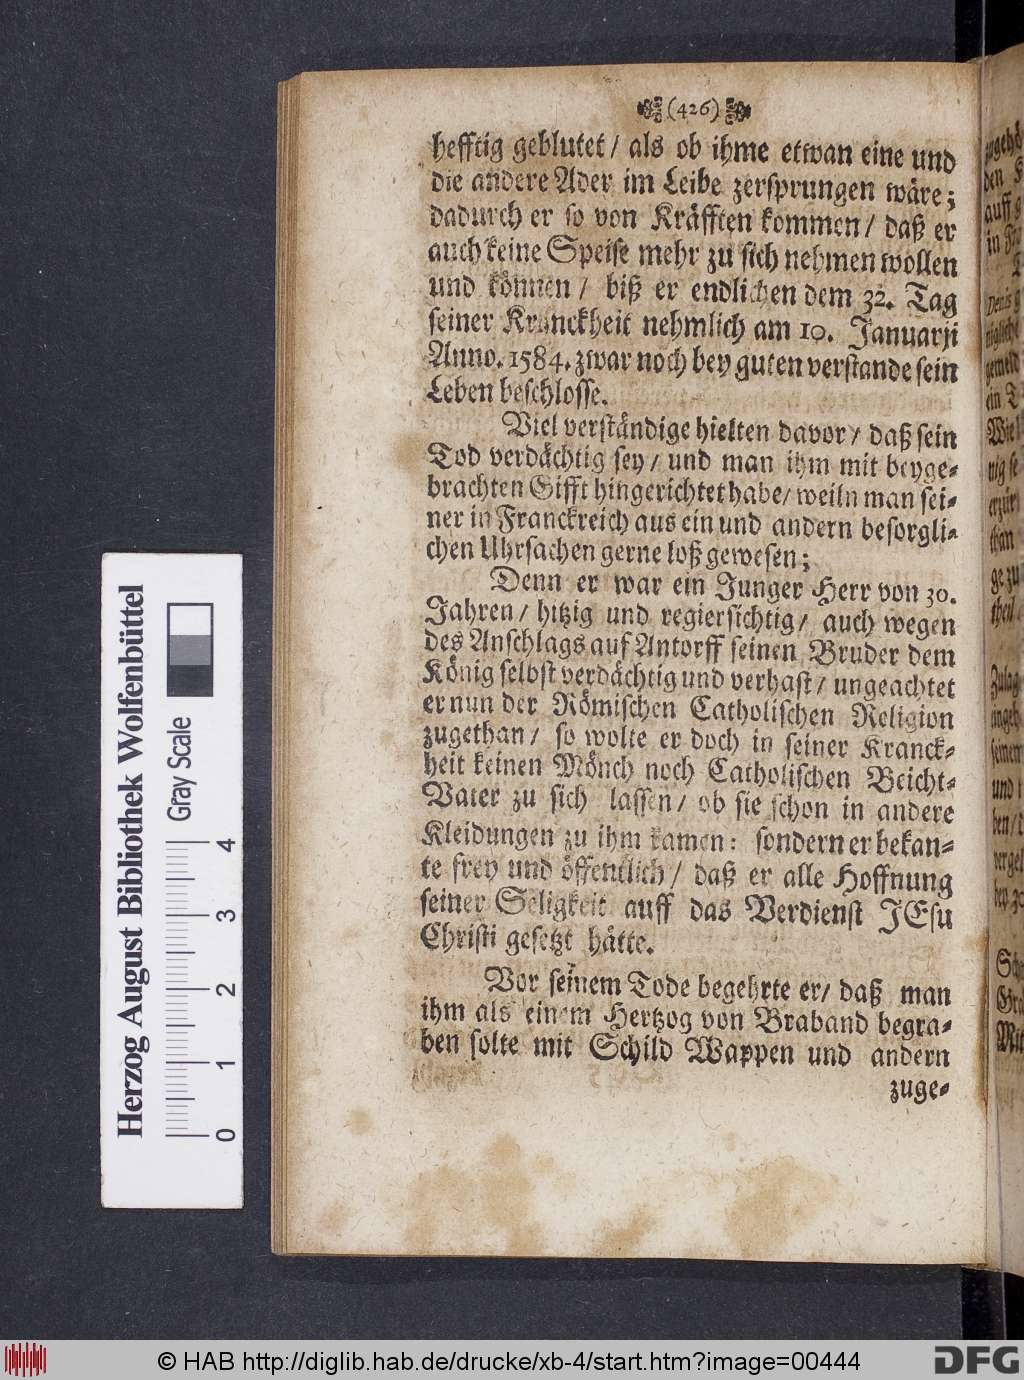 (426)
hefftig geblutet / als ob ihme etwan eine und
die andere Ader im Leibe zersprungen wäre;
dadurch er so von Kräfften kommen / daß er
auch keine Speise mehr zu sich nehmen wollen
und können / biß er endlichen dem 32. Tag
seiner Kranckheit nehmlich am 10. Januarji
Anno. 1584. zwar noch bey guten verstande sein
Leben beschlosse.
Viel verständige hielten davor / daß sein
Tod verdächtig sey / und man ihm mit beyge-
brachten Gifft hingerichtet habe / weiln man sei-
ner in Franckreich aus ein und andern besorgli-
chen Uhrsachen gerne loß gewesen;
Denn er war ein Junger Herr von 30.
Jahren / hitzig und regiersichtig / auch wegen
des Anschlags auf Antorff seinen Bruder dem
König selbst verdächtig und verhast / ungeachtet
er nun der Römischen Catholischen Religion
zugethan / so wolte er doch in seiner Kranck-
heit keinen Mönch noch Catholischen Beicht-
Vater zu sich lassen / ob sie schon in andere
Kleidungen zu ihm kamen: sondern er bekan-
te frey und öffentlich / daß er alle Hoffnung
seiner Seligkeit auff das Verdienst JEsu
Christi gesetzt hätte.
Vor seinem Tode begehrte er / daß man
ihm als einem Hertzog von Braband begra-
ben solte mit Schild Wappen und andern
zuge-
Herzog August Bibliothek Wolfenbüttel
Gray Scale
0 1 2 3 4
© HAB http://diglib.hab.de/drucke/xb-4/start.htm?image=00444
DFG